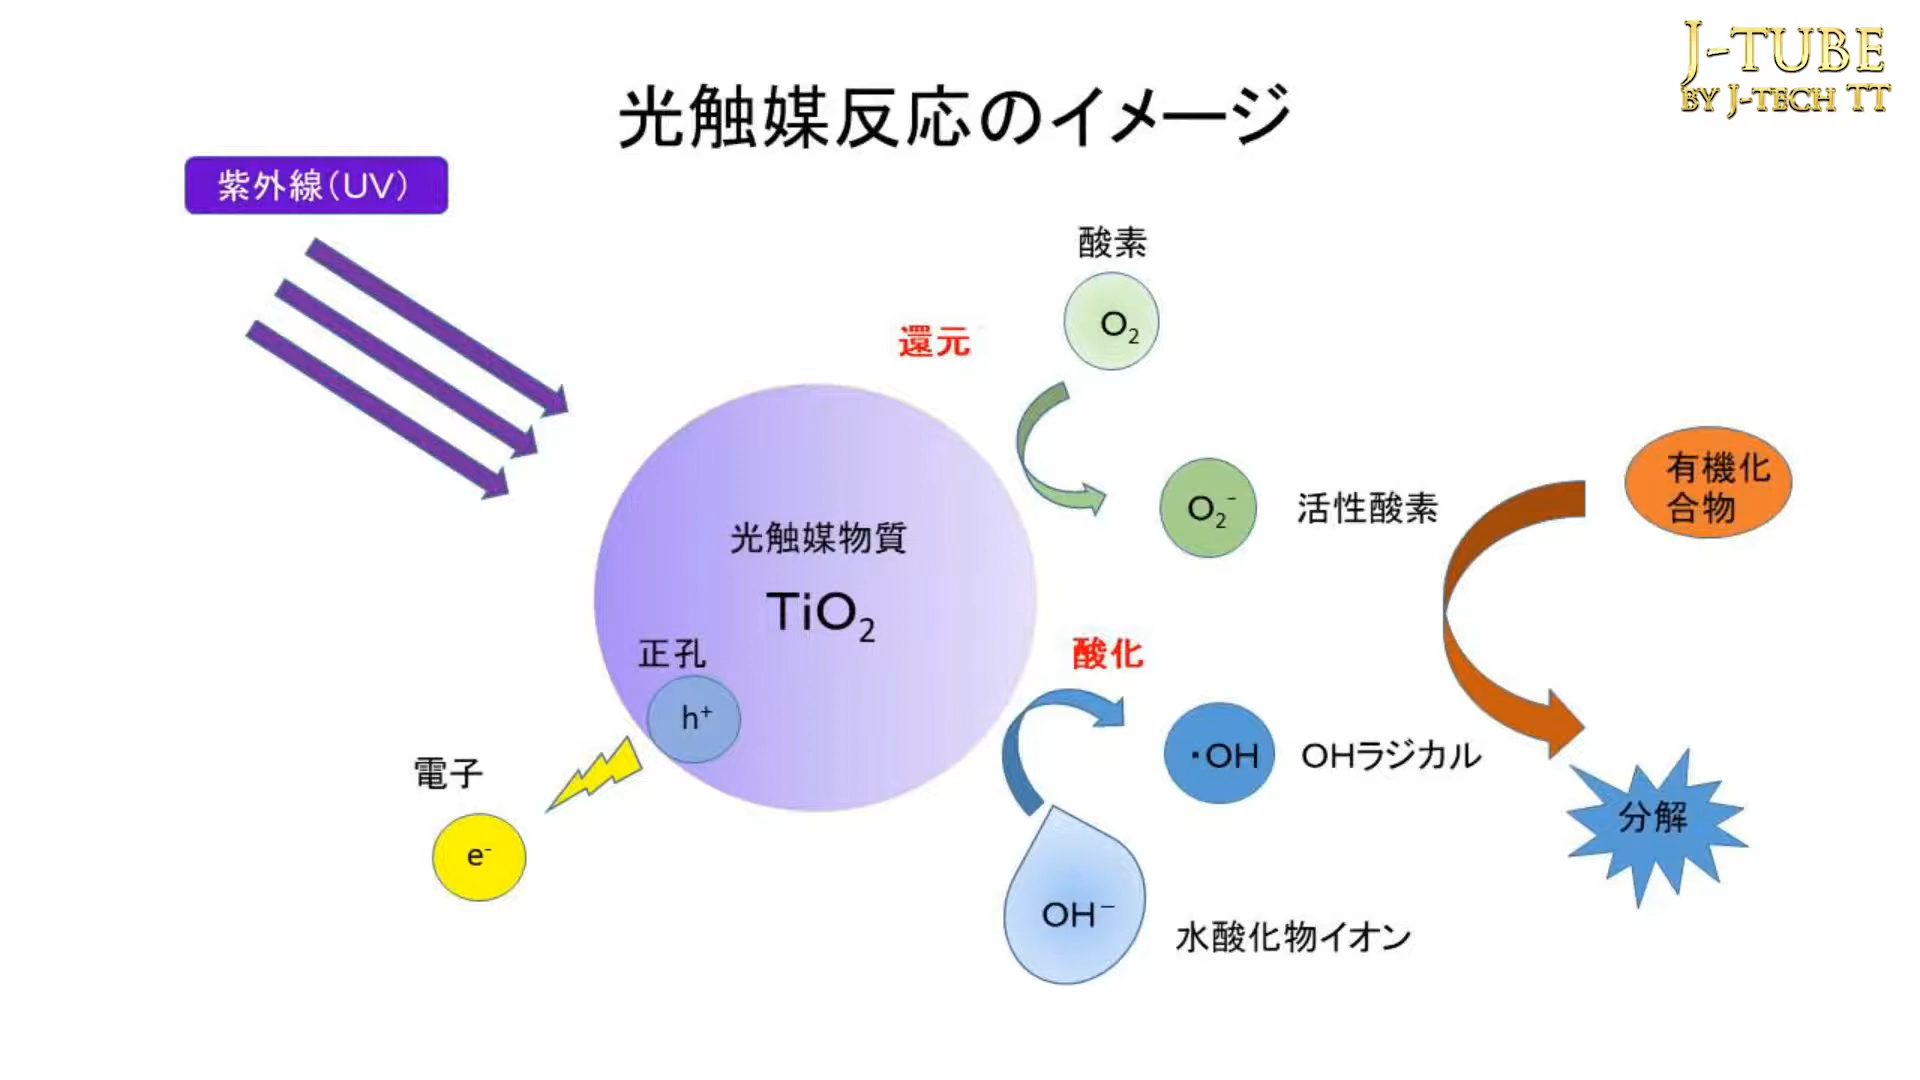 J-TUBE
BY J-TECH TT
光触媒反応のイメージ
紫外線(UV)
酸素
O₂
還元
O₂⁻
活性酸素
有機化
合物
光触媒物質
TiO₂
正孔
h⁺
酸化
・OH
OHラジカル
電子
e⁻
分解
OH⁻
水酸化物イオン